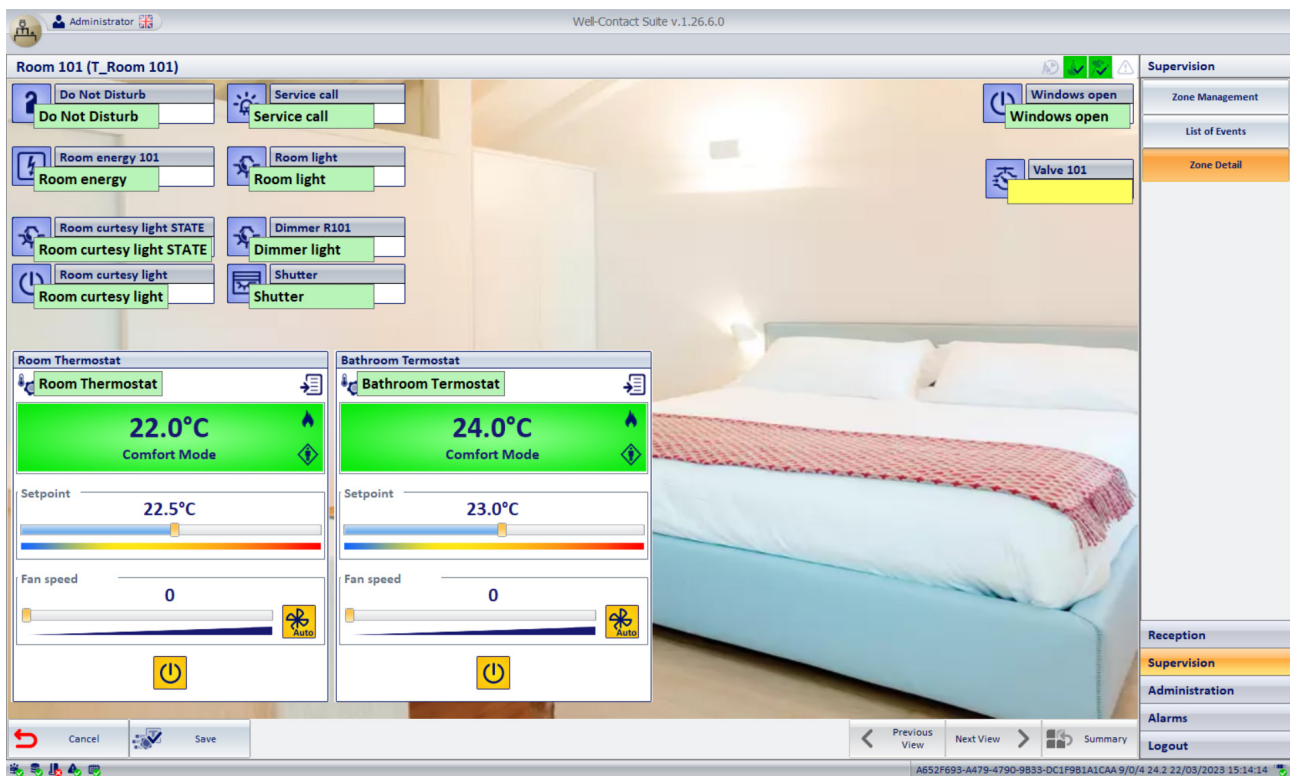 Administrator
Well-Contact Suite v.1.26.6.0
Room 101 (T_Room 101)
Supervision
Do Not Disturb
Do Not Disturb
Service call
Service call
Windows open
Windows open
Zone Management
List of Events
Zone Detail
Room energy 101
Room energy
Room light
Room light
Valve 101
Room curtesy light STATE
Room curtesy light STATE
Dimmer R101
Dimmer light
Room curtesy light
Room curtesy light
Shutter
Shutter
Room Thermostat
Room Thermostat
22.0°C
Comfort Mode
Setpoint
22.5°C
Fan speed
0
Auto
Bathroom Termostat
Bathroom Termostat
24.0°C
Comfort Mode
Setpoint
23.0°C
Fan speed
0
Auto
Reception
Supervision
Administration
Alarms
Logout
Cancel
Save
Previous View
Next View
Summary
A652F693-A479-4790-9B33-DC1F9B1A1CAA 9/0/4 24.2 22/03/2023 15:14:14